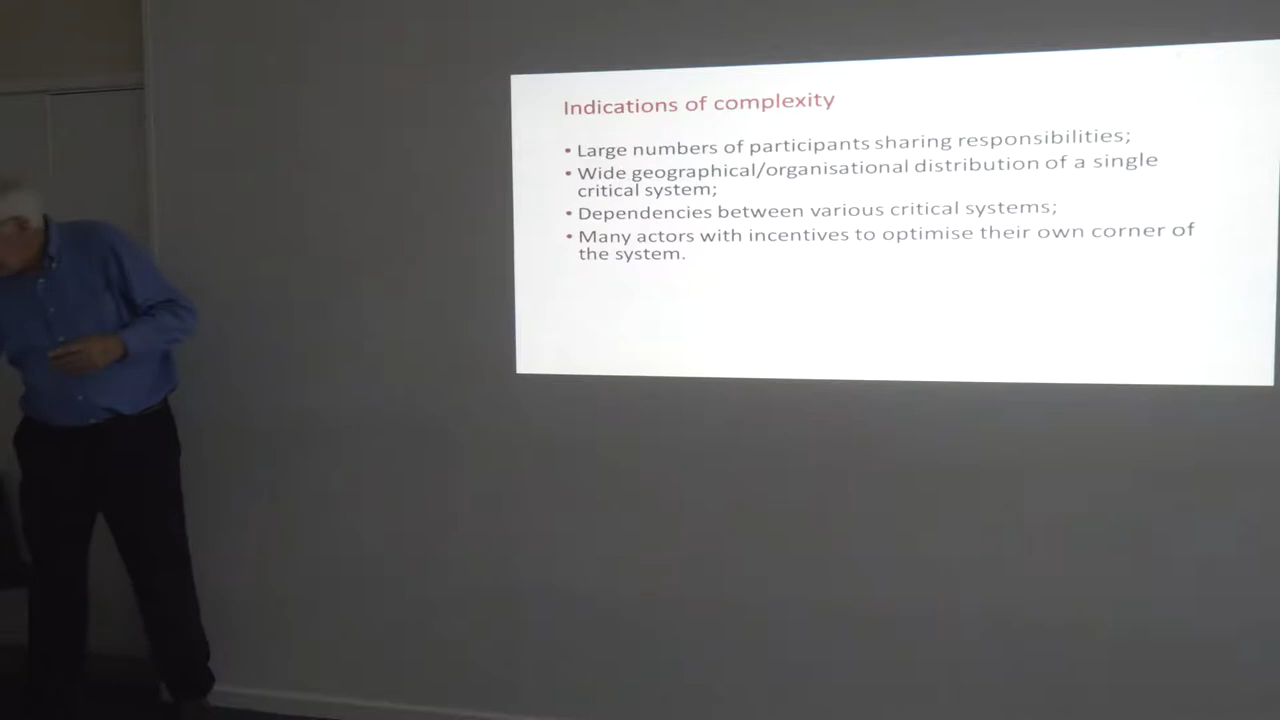 Indications of complexity
• Large numbers of participants sharing responsibilities;
• Wide geographical/organisational distribution of a single
critical system;
• Dependencies between various critical systems;
• Many actors with incentives to optimise their own corner of
the system.